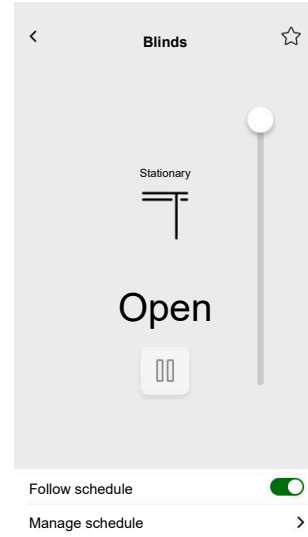 Blinds
Stationary
Open
Follow schedule
Manage schedule